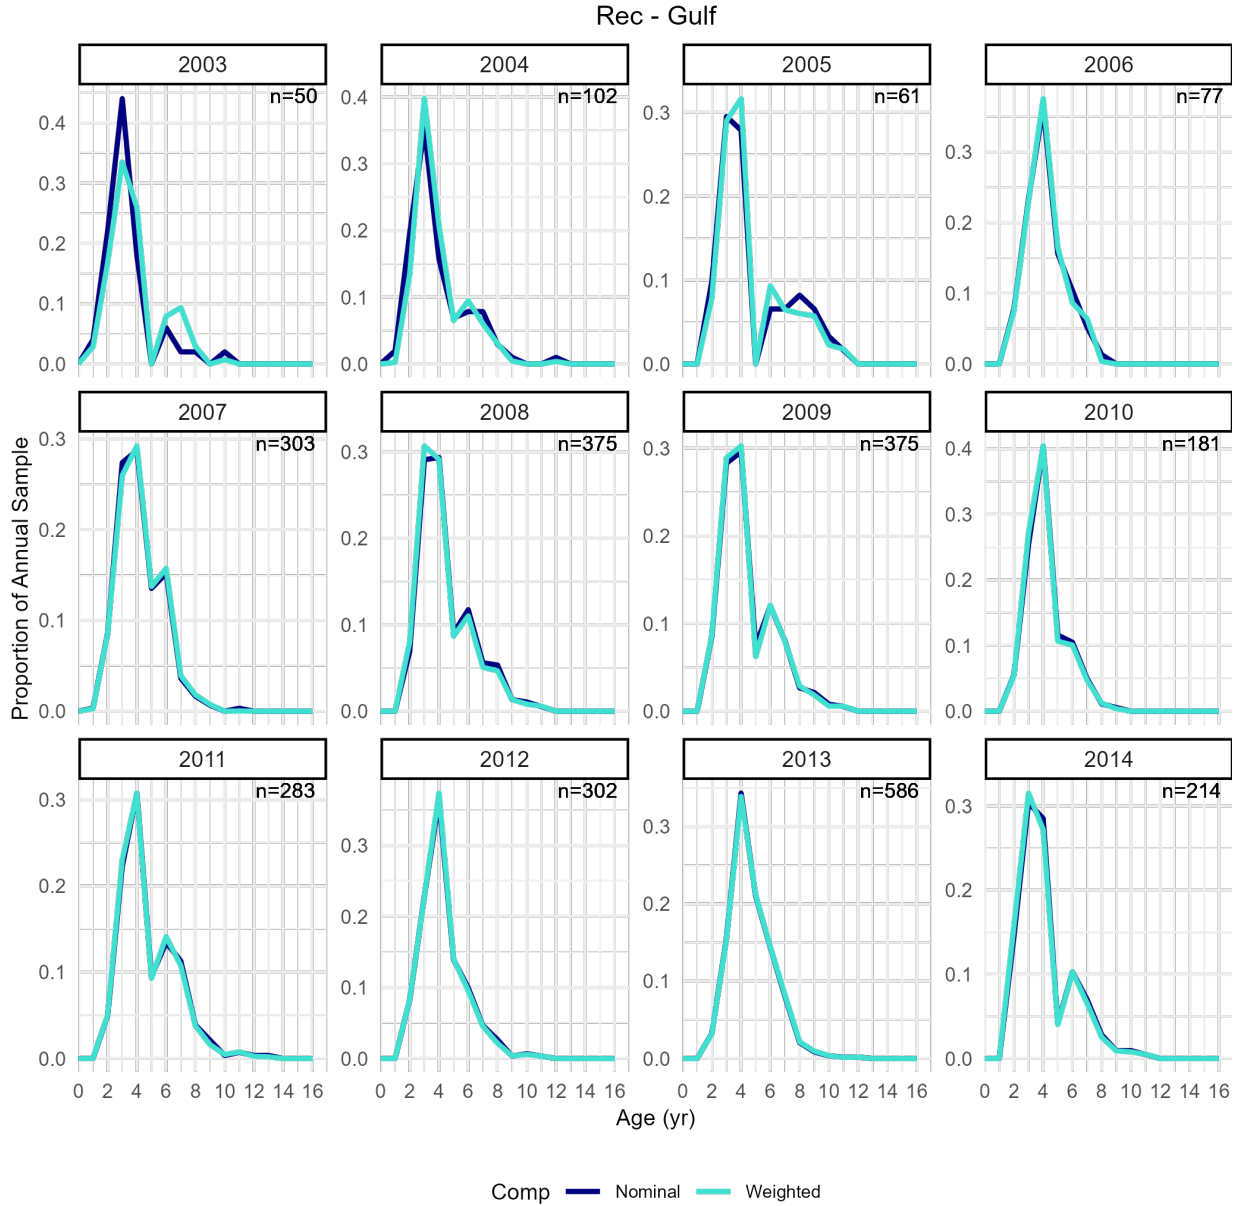 Rec - Gulf
2003 2004 2005 2006
n=50 n=102 n=61 n=77
0.4 0.3 0.2 0.1 0.0
0.4 0.3 0.2 0.1 0.0
0.3 0.2 0.1 0.0
0.3 0.2 0.1 0.0
2007 2008 2009 2010
n=303 n=375 n=375 n=181
0.3 0.2 0.1 0.0
0.3 0.2 0.1 0.0
0.3 0.2 0.1 0.0
0.4 0.3 0.2 0.1 0.0
Proportion of Annual Sample
2011 2012 2013 2014
n=283 n=302 n=586 n=214
0.3 0.2 0.1 0.0
0.3 0.2 0.1 0.0
0.3 0.2 0.1 0.0
0.3 0.2 0.1 0.0
0 2 4 6 8 10 12 14 16 0 2 4 6 8 10 12 14 16 0 2 4 6 8 10 12 14 16 0 2 4 6 8 10 12 14 16
Age (yr)
Comp Nominal Weighted